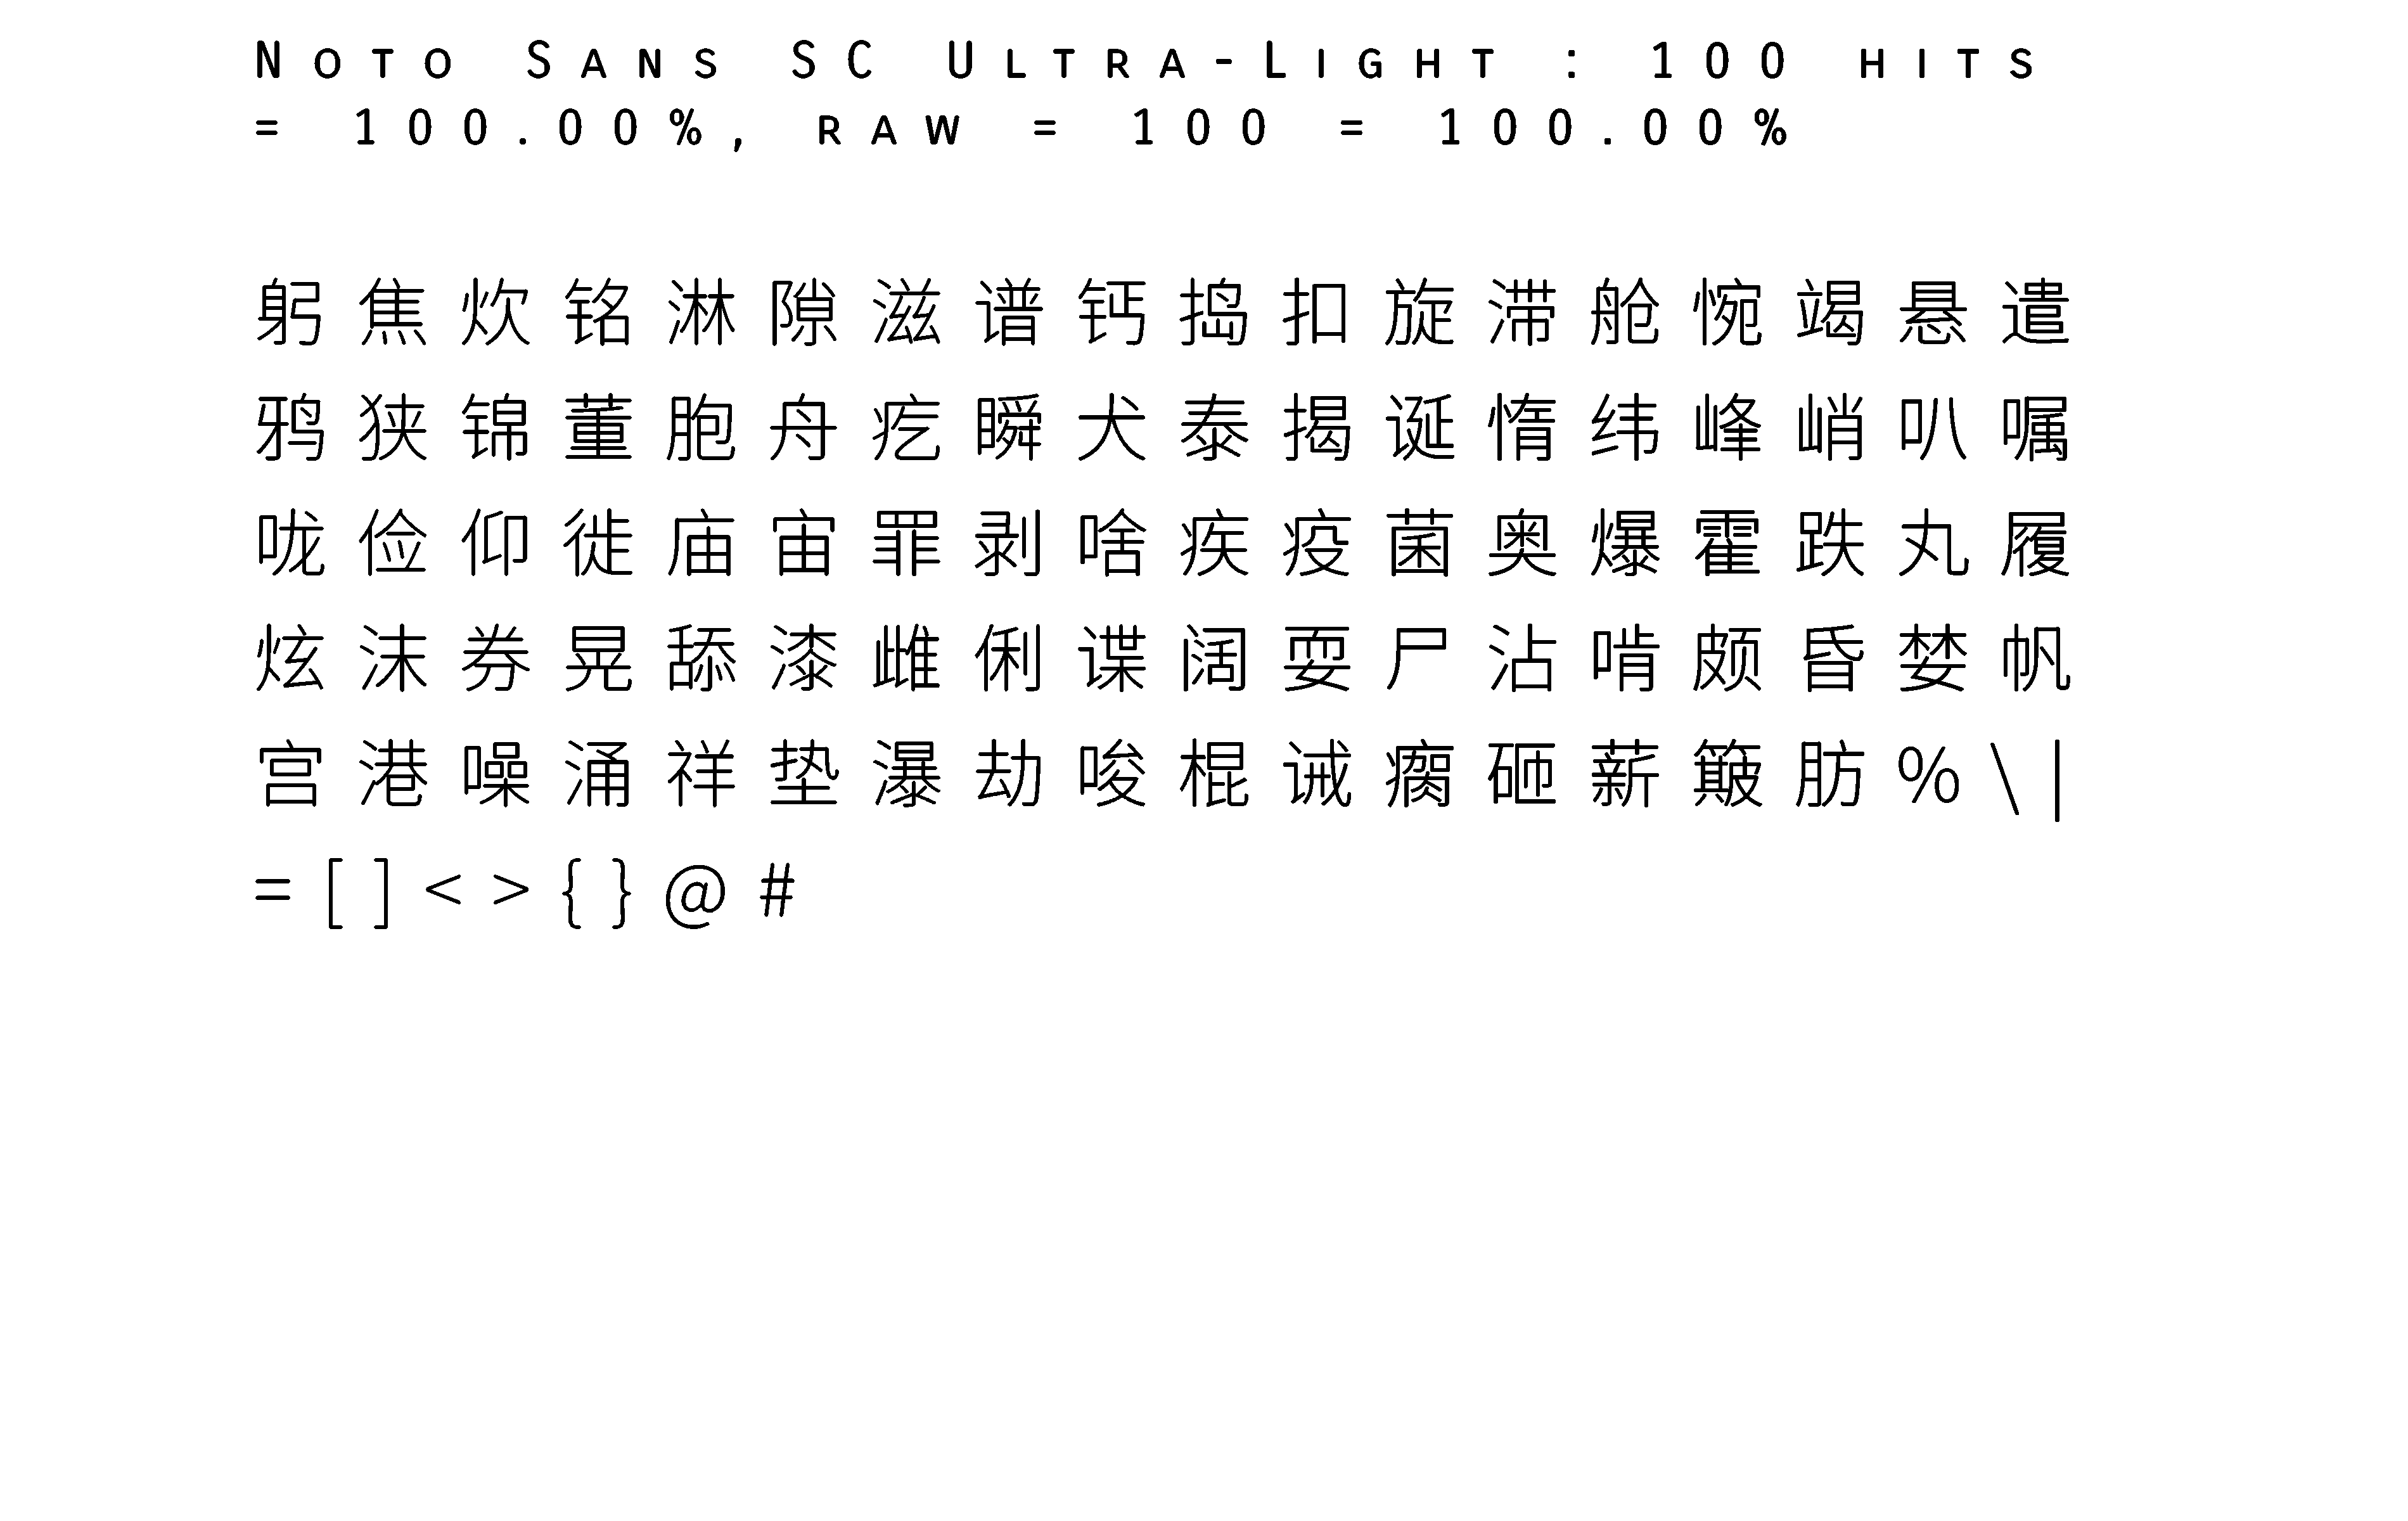 Noto Sans SC Ultra-Light : 100 hits
= 100.00%, raw = 100 = 100.00%
躬焦炊铭淋隙滋谱钙捣扣旋滞舱惋竭悬遣
鸦狭锦董胞舟疙瞬犬泰揭诞惰纬峰峭叭嘱
咙俭仰徙庙宙罪剥啥疾疫菌奥爆霍跌丸履
炫沫券晃舔漆雌俐谍阔耍尸沾啃颇昏婪帆
宫港噪涌祥垫瀑劫唆棍诫瘸砸薪簸肪%\|
=[]<>{}@#